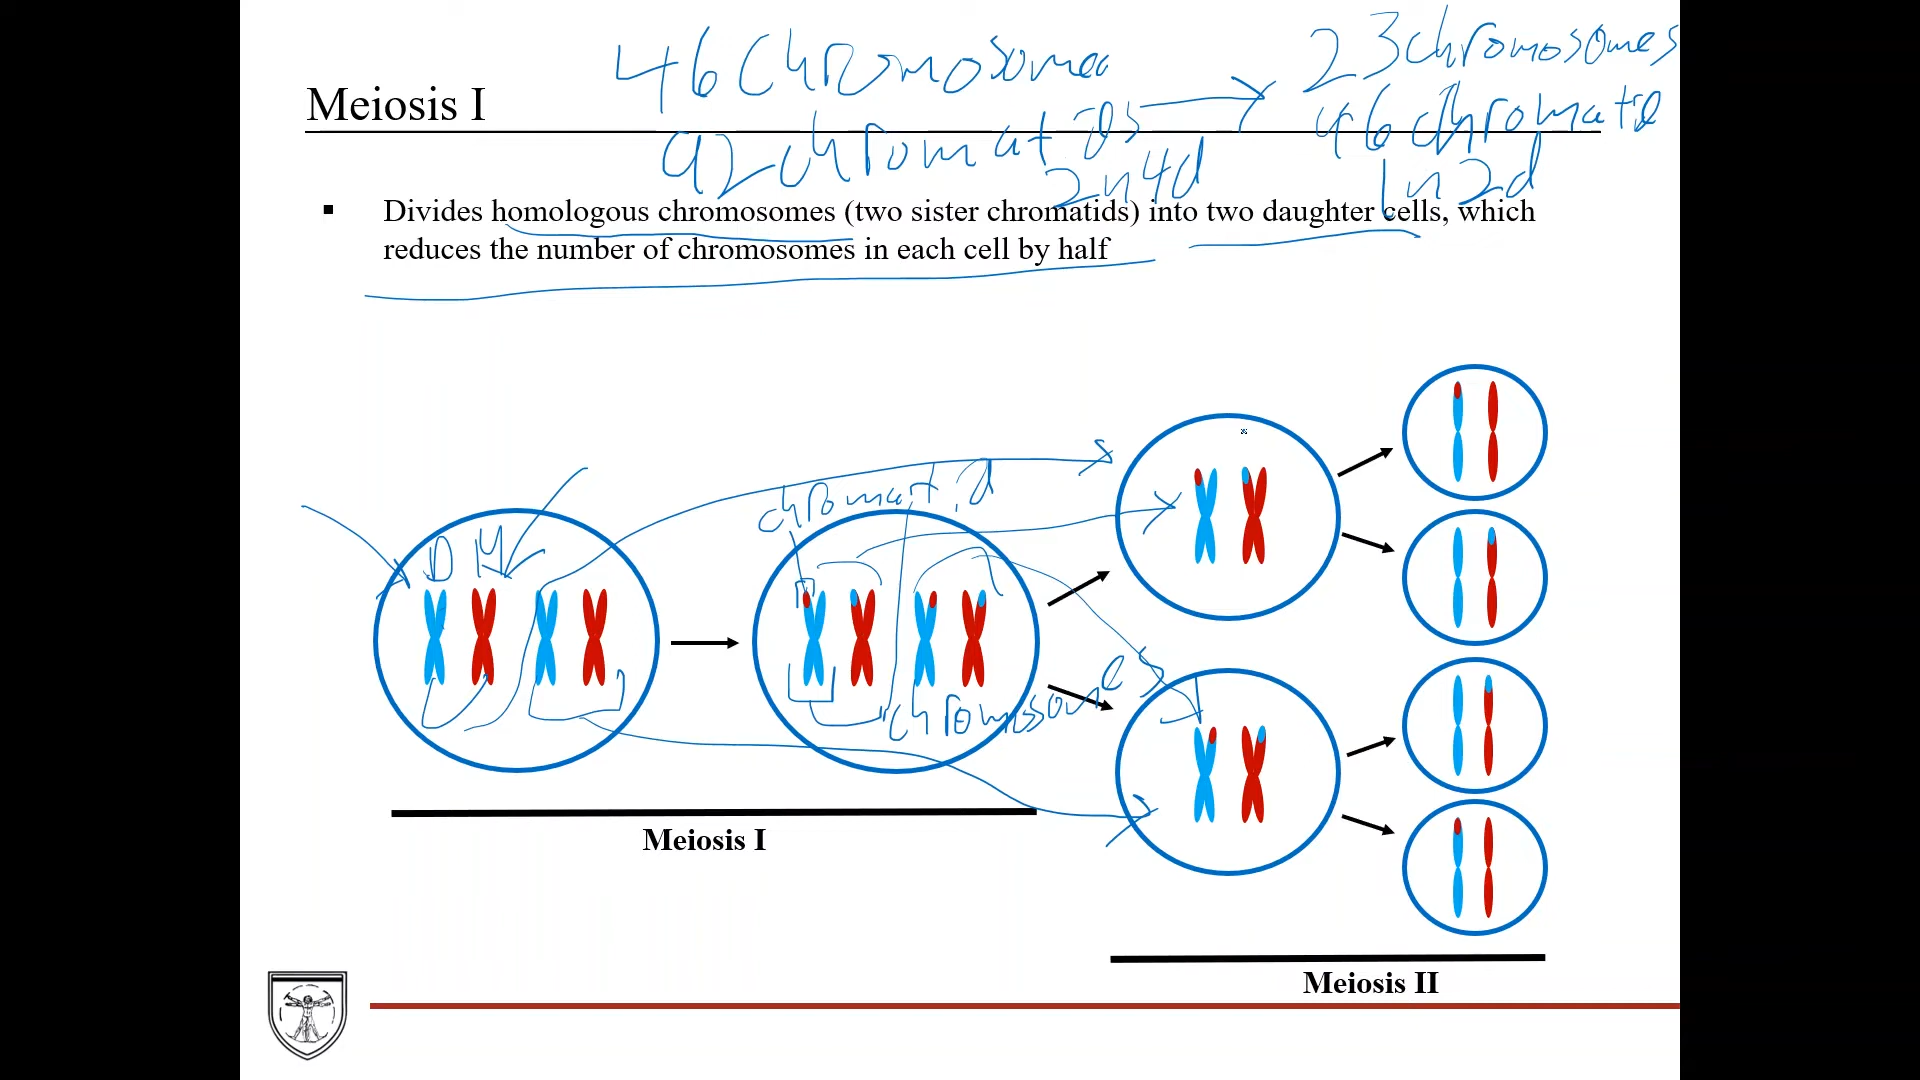 46 Chromosomes
23 chromosomes
Meiosis I
92 chromatids
46 chromatid
2n4d
1n2d
▪ Divides homologous chromosomes (two sister chromatids) into two daughter cells, which
reduces the number of chromosomes in each cell by half
chromatid
D M
chromosomes
Meiosis I
Meiosis II